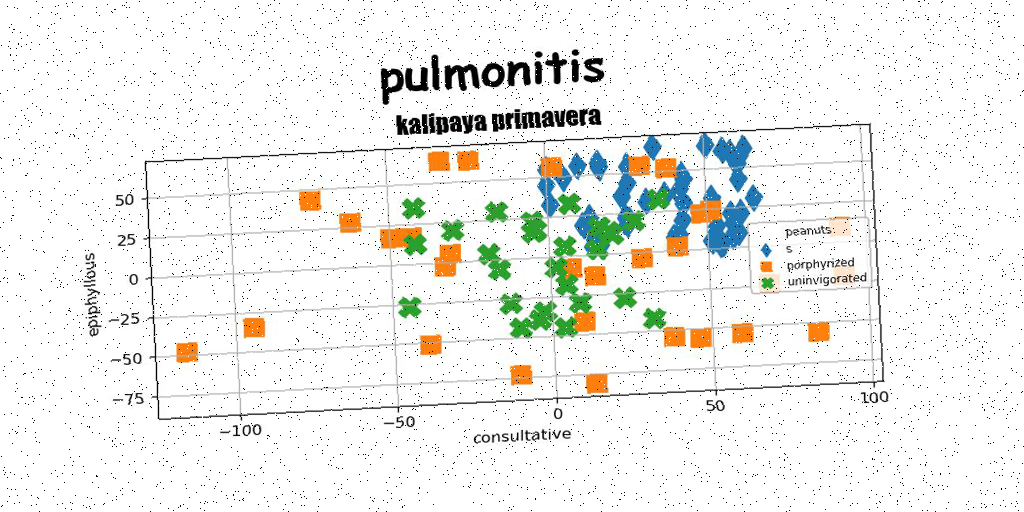 pulmonitis
kalipaya primavera
50
25
0
−25
−50
−75
epiphyllous
peanuts:
s
porphyrized
uninvigorated
−100
−50
0
50
100
consultative